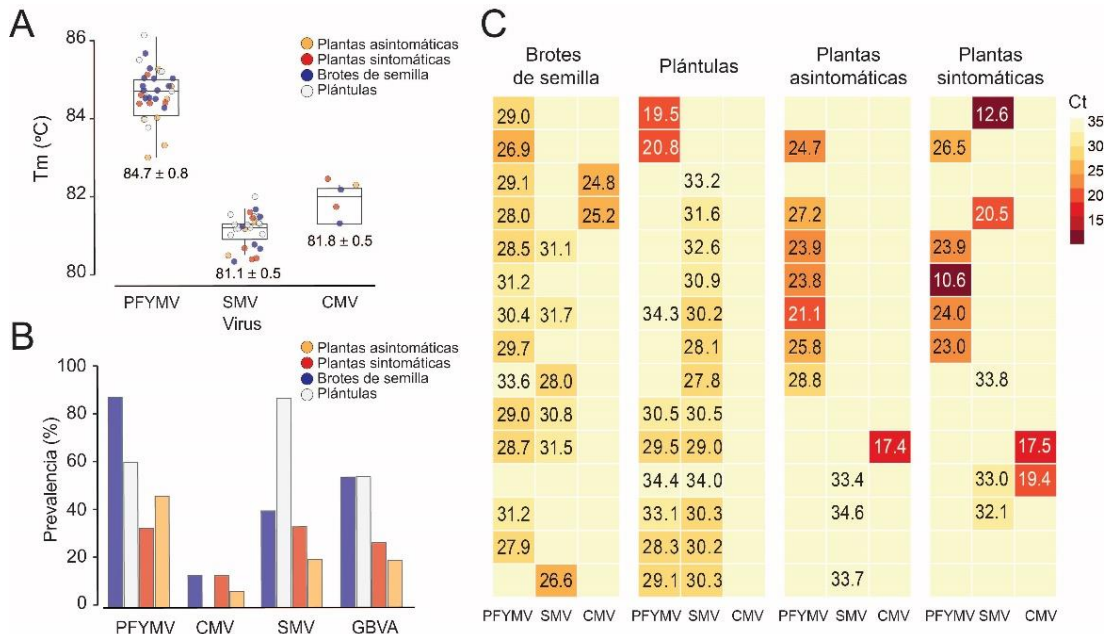 A
86
84
82
80
Tm (ºC)
Plantas asintomáticas
Plantas sintomáticas
Brotes de semilla
Plántulas
84.7 ± 0.8
81.1 ± 0.5
81.8 ± 0.5
PFYMV SMV CMV
Virus
B
100
80
60
40
20
0
Prevalencia (%)
Plantas asintomáticas
Plantas sintomáticas
Brotes de semilla
Plántulas
PFYMV CMV SMV GBVA
C
Brotes
de semilla
Plántulas
Plantas
asintomáticas
Plantas
sintomáticas
Ct
35
30
25
20
15
29.0 19.5 12.6
26.9 20.8 24.7 26.5
29.1 24.8 33.2
28.0 25.2 31.6 27.2 20.5
28.5 31.1 32.6 23.9 23.9
31.2 30.9 23.8 10.6
30.4 31.7 34.3 30.2 21.1 24.0
29.7 28.1 25.8 23.0
33.6 28.0 27.8 28.8 33.8
29.0 30.8 30.5 30.5
28.7 31.5 29.5 29.0 17.4 17.5
34.4 34.0 33.4 33.0 19.4
31.2 33.1 30.3 34.6 32.1
27.9 28.3 30.2
26.6 29.1 30.3 33.7
PFYMV SMV CMV PFYMV SMV CMV PFYMV SMV CMV PFYMV SMV CMV